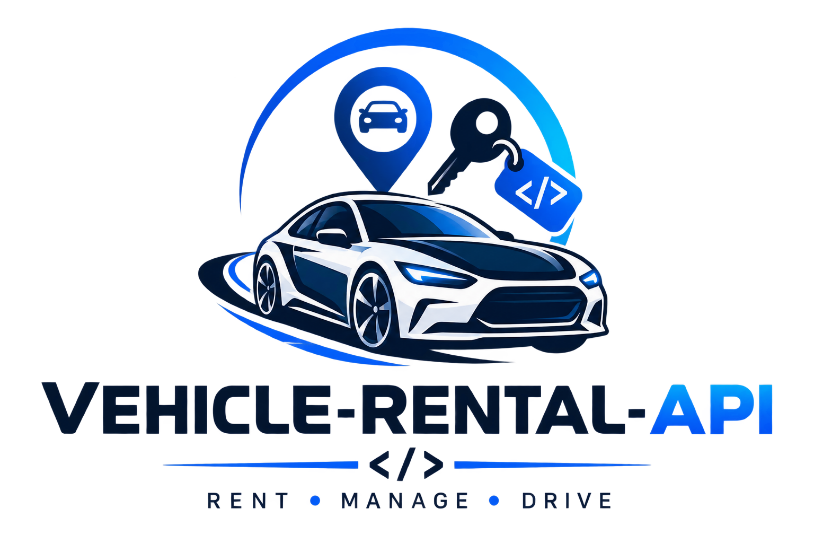 </>
VEHICLE-RENTAL-API
</>
RENT • MANAGE • DRIVE